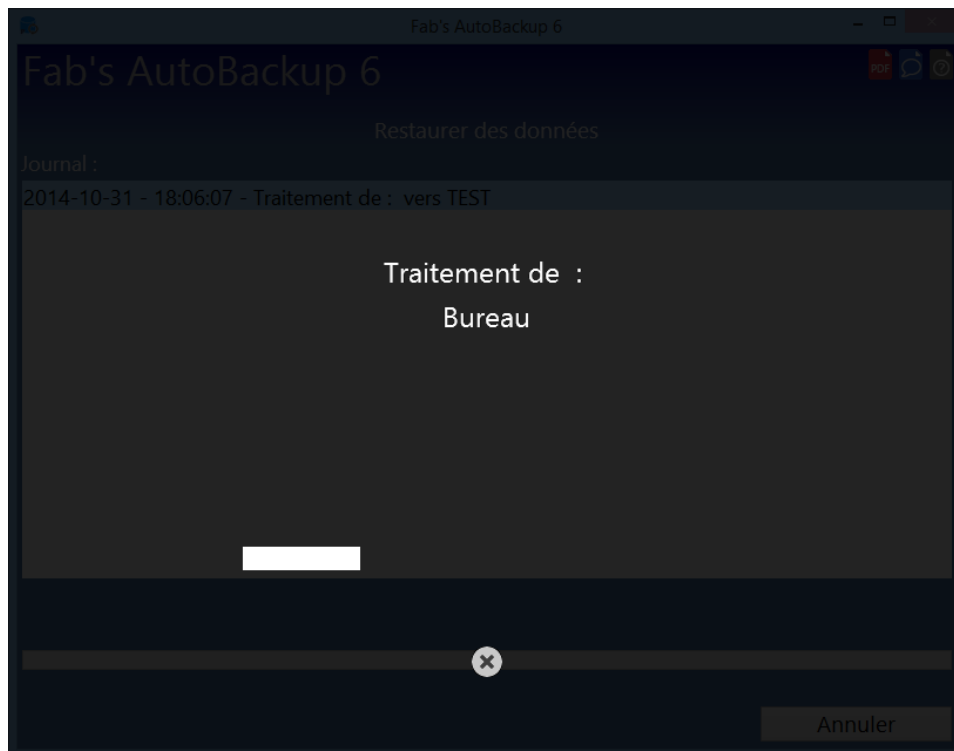 Fab's AutoBackup 6
Fab's AutoBackup 6
PDF
Restaurer des données
Journal :
2014-10-31 - 18:06:07 - Traitement de : vers TEST
Traitement de :
Bureau
Annuler